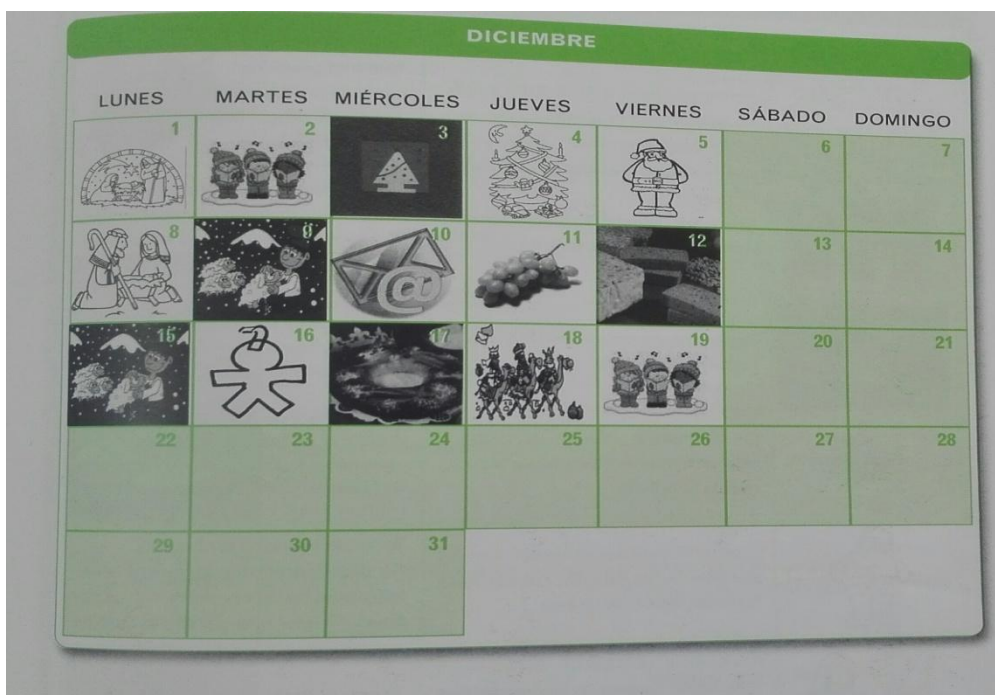 DICIEMBRE
LUNES MARTES MIÉRCOLES JUEVES VIERNES SÁBADO DOMINGO
1 2 3 4 5 6 7
8 9 10 11 12 13 14
@
15 16 17 18 19 20 21
22 23 24 25 26 27 28
29 30 31